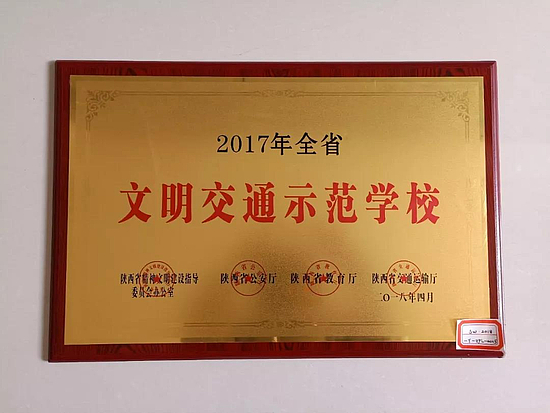 2017年全省
文明交通示范学校
陕西省精神文明建设指导委员会办公室
陕西省公安厅
陕西省教育厅
陕西省交通运输厅
二〇一八年四月